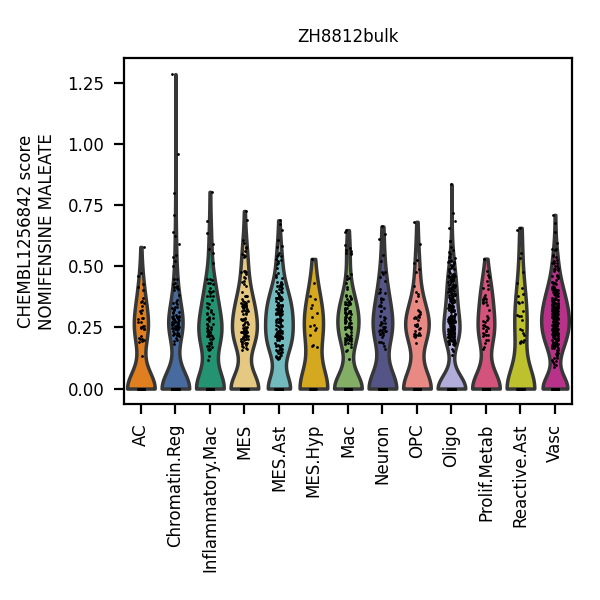 ZH8812bulk
CHEMBL1256842 score
NOMIFENSINE MALEATE
1.25
1.00
0.75
0.50
0.25
0.00
AC
Chromatin.Reg
Inflammatory.Mac
MES
MES.Ast
MES.Hyp
Mac
Neuron
OPC
Oligo
Prolif.Metab
Reactive.Ast
Vasc